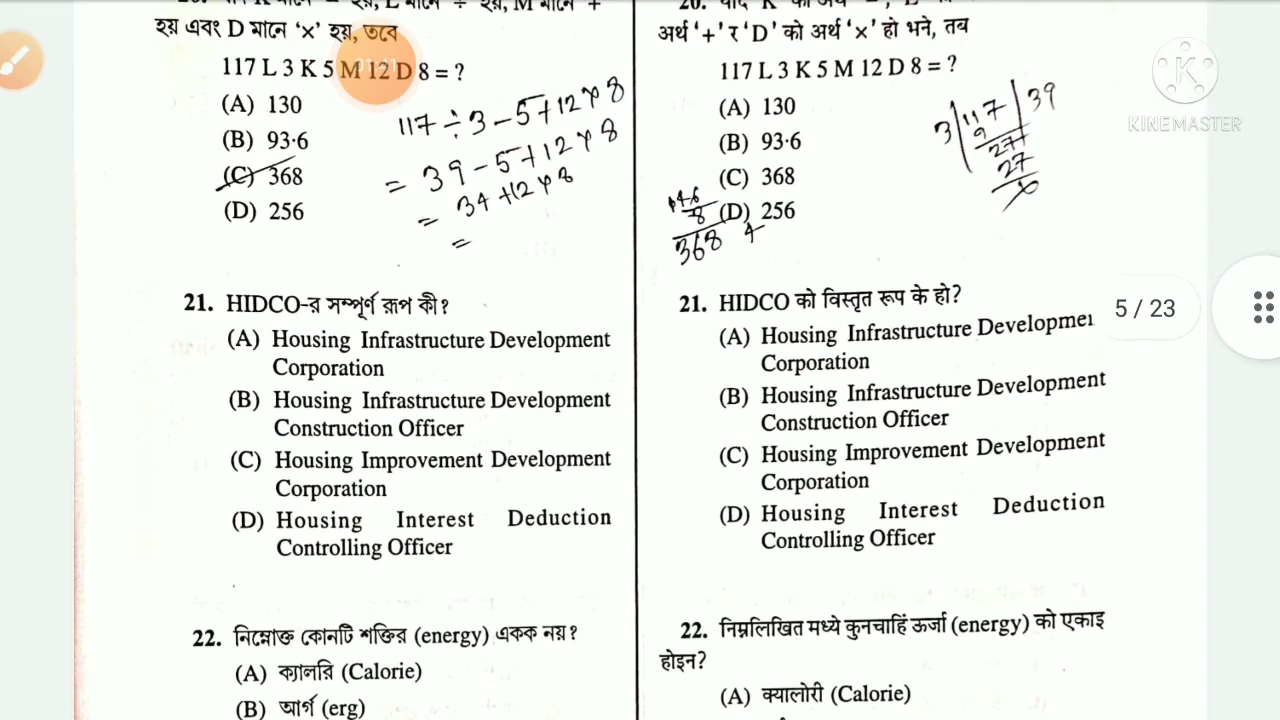 হয় এবং D মানে ‘×’ হয়, তবে
117 L 3 K 5 M 12 D 8 = ?
(A) 130
(B) 93·6
(C) 368
(D) 256
117 ÷ 3 – 5 + 12 × 8
= 39 – 5 + 12 × 8
= 34 + 12 × 8
=
21. HIDCO-র সম্পূর্ণ রূপ কী?
(A) Housing Infrastructure Development
Corporation
(B) Housing Infrastructure Development
Construction Officer
(C) Housing Improvement Development
Corporation
(D) Housing Interest Deduction
Controlling Officer
22. নিম্নোক্ত কোনটি শক্তির (energy) একক নয়?
(A) ক্যালরি (Calorie)
(B) আর্গ (erg)
अर्थ ‘+’ र ‘D’ को अर्थ ‘×’ हो भने, तब
117 L 3 K 5 M 12 D 8 = ?
(A) 130
(B) 93·6
(C) 368
(D) 256
3 117 39
9
27
27
46
8
368
21. HIDCO को विस्तृत रूप के हो?
(A) Housing Infrastructure
Corporation
(B) Housing Infrastructure Development
Construction Officer
(C) Housing Improvement Development
Corporation
(D) Housing Interest Deduction
Controlling Officer
22. निम्नलिखित मध्ये कुनचाहिं ऊर्जा (energy) को एकाइ
होइन?
(A) क्यालोरी (Calorie)
K
KINEMASTER
5 / 23